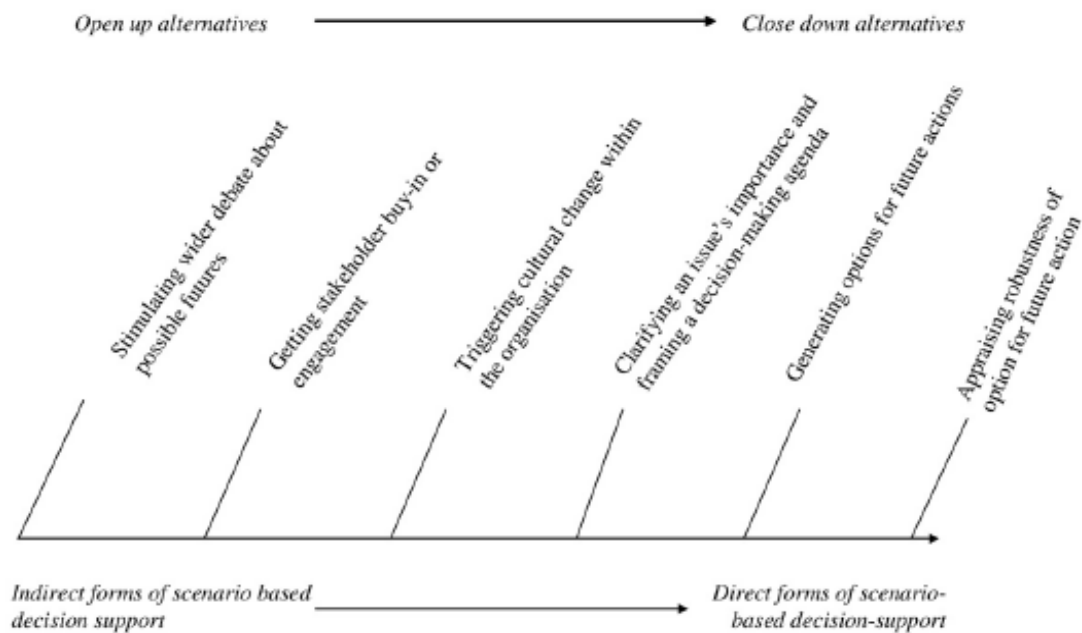 Open up alternatives
Close down alternatives
Stimulating wider debate about
possible futures
Getting stakeholder buy-in or
engagement
Triggering cultural change within
the organisation
Clarifying an issue's importance and
framing a decision-making agenda
Generating options for future actions
Appraising robustness of
option for future action
Indirect forms of scenario based
decision support
Direct forms of scenario-
based decision-support